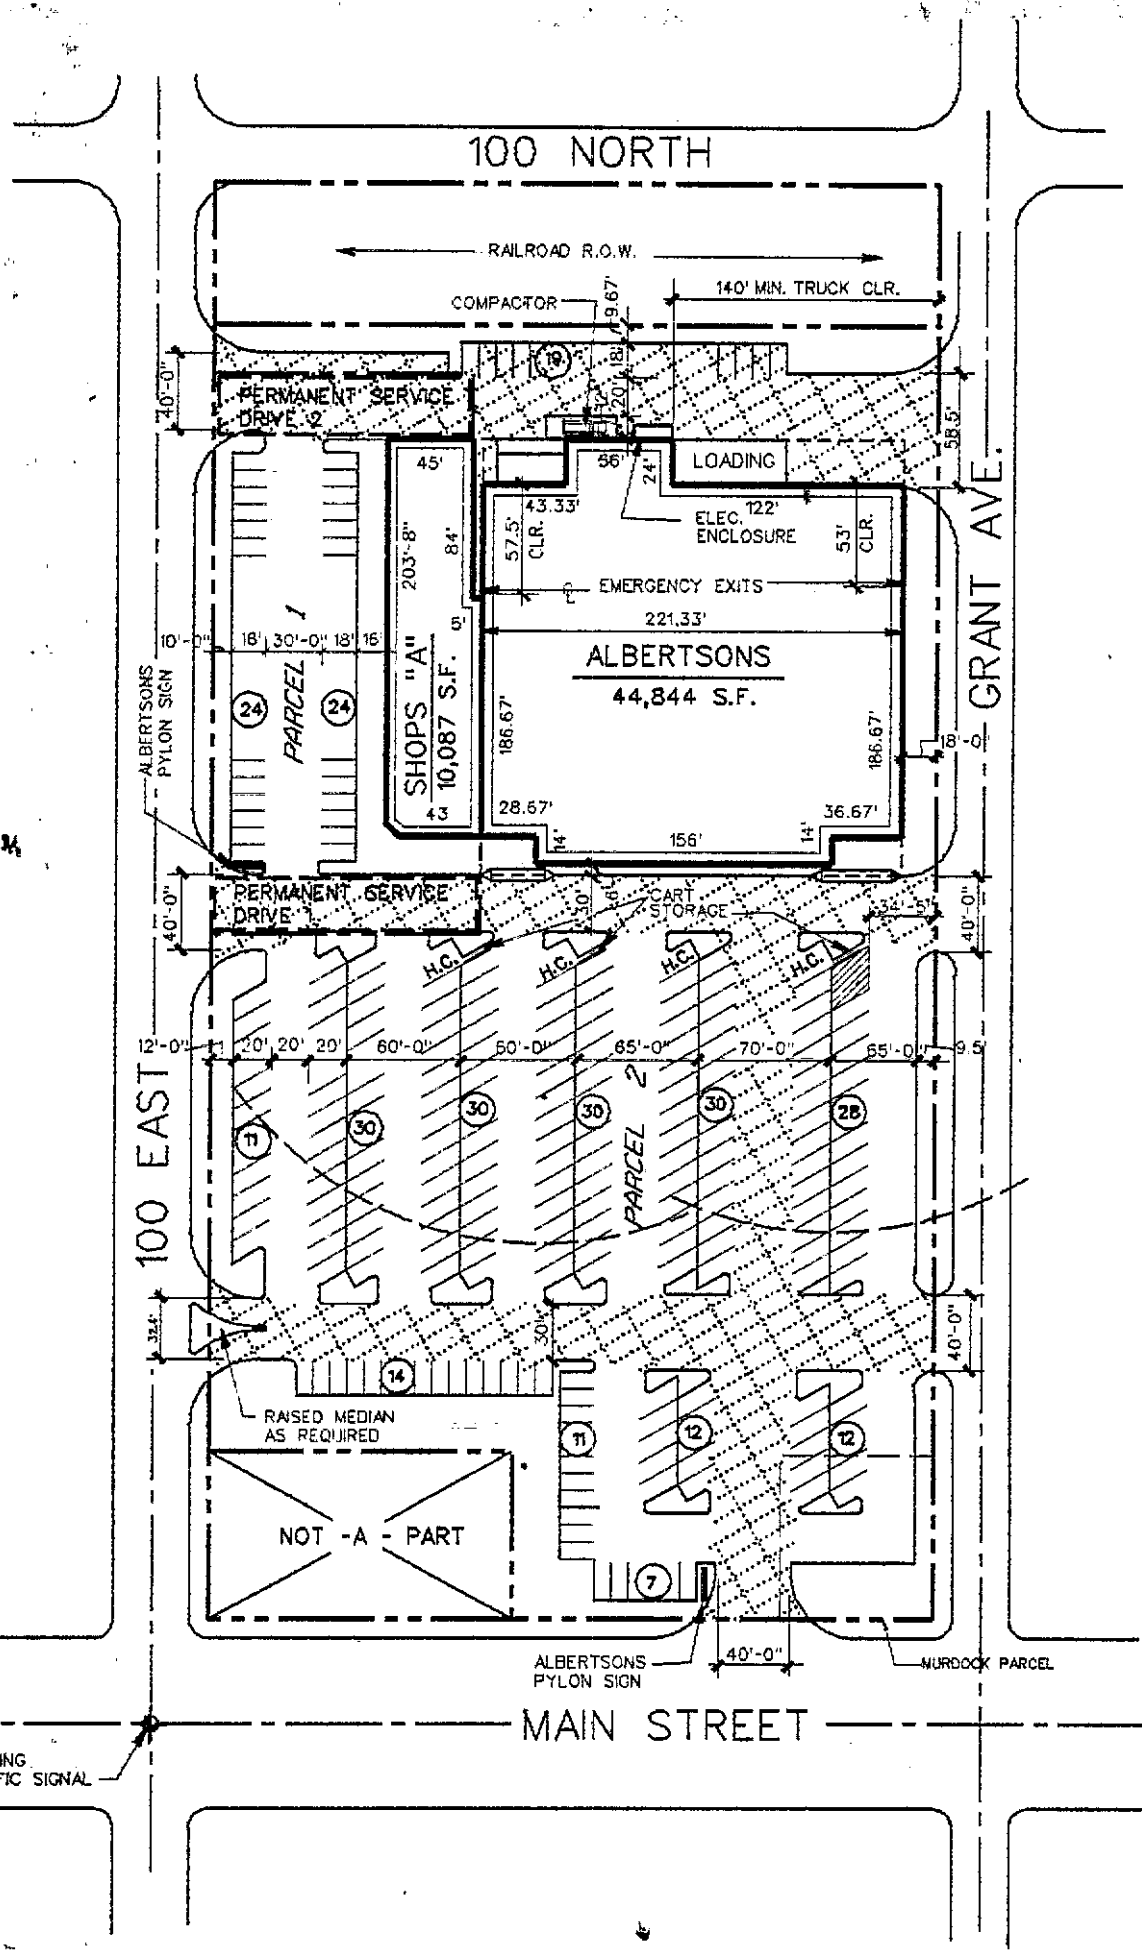 100 NORTH
RAILROAD R.O.W.
140' MIN. TRUCK CLR.
COMPACTOR
9.67'
18'
19
20'
40'-0"
PERMANENT SERVICE
DRIVE 2
58.5'
45'
56'
24'
LOADING
43.33'
122'
ELEC.
ENCLOSURE
57.5'
CLR.
53'
CLR.
203'-8"
84'
EMERGENCY EXITS
221.33'
5'
ALBERTSONS
44,844 S.F.
GRANT AVE.
10'-0"
18'
30'-0"
18'
PARCEL 1
24
24
SHOPS "A"
10,087 S.F.
ALBERTSONS
PYLON SIGN
186.67'
186.67'
18'-0"
28.67'
36.67'
43
14'
156'
14'
PERMANENT SERVICE
DRIVE 1
40'-0"
30'
6'
CART
STORAGE
34'-5"
40'-0"
H.C.
H.C.
H.C.
H.C.
12'-0"
20'
20'
20'
60'-0"
60'-0"
65'-0"
70'-0"
65'-0"
9.5'
PARCEL 2
11
30
30
30
30
28
100 EAST
30'
40'-0"
14
RAISED MEDIAN
AS REQUIRED
11
12
12
NOT -A- PART
7
ALBERTSONS
PYLON SIGN
40'-0"
MURDOCK PARCEL
MAIN STREET
ING
FIC SIGNAL